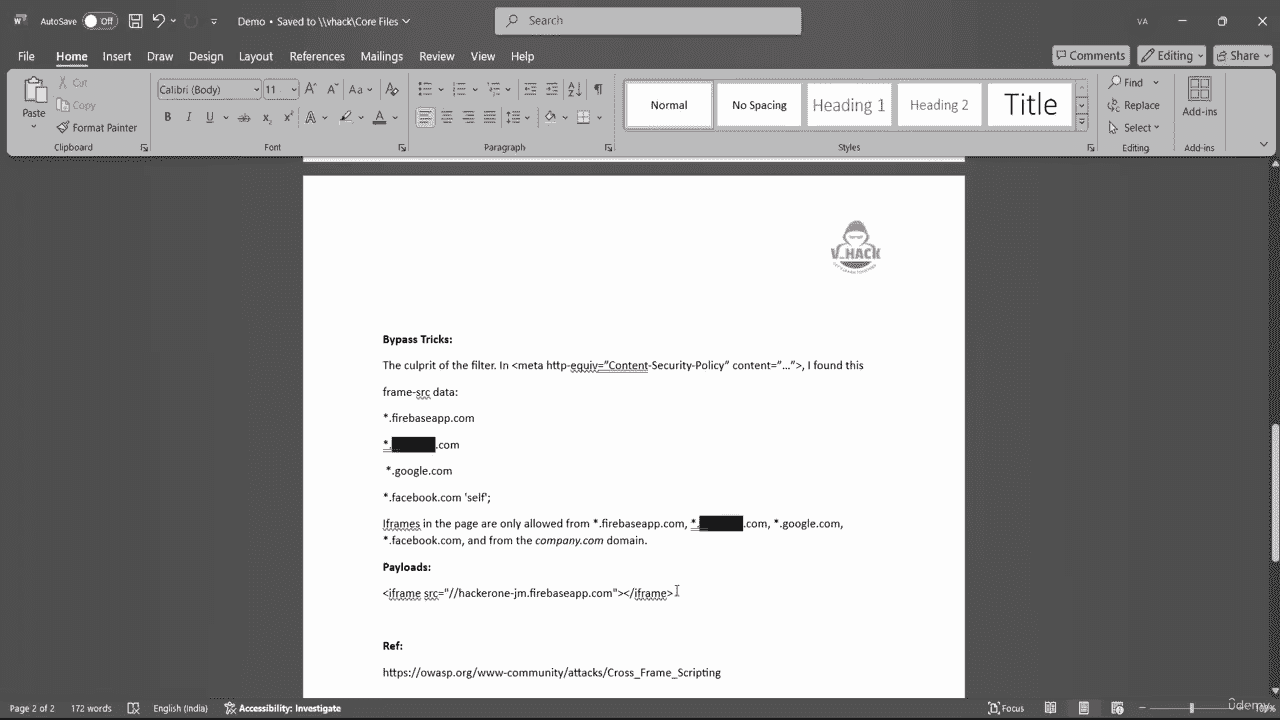 AutoSave Off Demo • Saved to \\vhack\Core Files Search VA
File Home Insert Draw Design Layout References Mailings Review View Help Comments Editing Share
Paste Cut Copy Format Painter
Calibri (Body) 11
Normal No Spacing Heading 1 Heading 2 Title
Find Replace Select Add-ins
Clipboard Font Paragraph Styles Editing Add-ins
V_HACK
Bypass Tricks:
The culprit of the filter. In <meta http-equiv="Content-Security-Policy" content="…">, I found this
frame-src data:
*.firebaseapp.com
*. .com
*.google.com
*.facebook.com 'self';
Iframes in the page are only allowed from *.firebaseapp.com, *. .com, *.google.com,
*.facebook.com, and from the company.com domain.
Payloads:
<iframe src="//hackerone-jm.firebaseapp.com"></iframe>
Ref:
https://owasp.org/www-community/attacks/Cross_Frame_Scripting
Page 2 of 2 172 words English (India) Accessibility: Investigate Focus